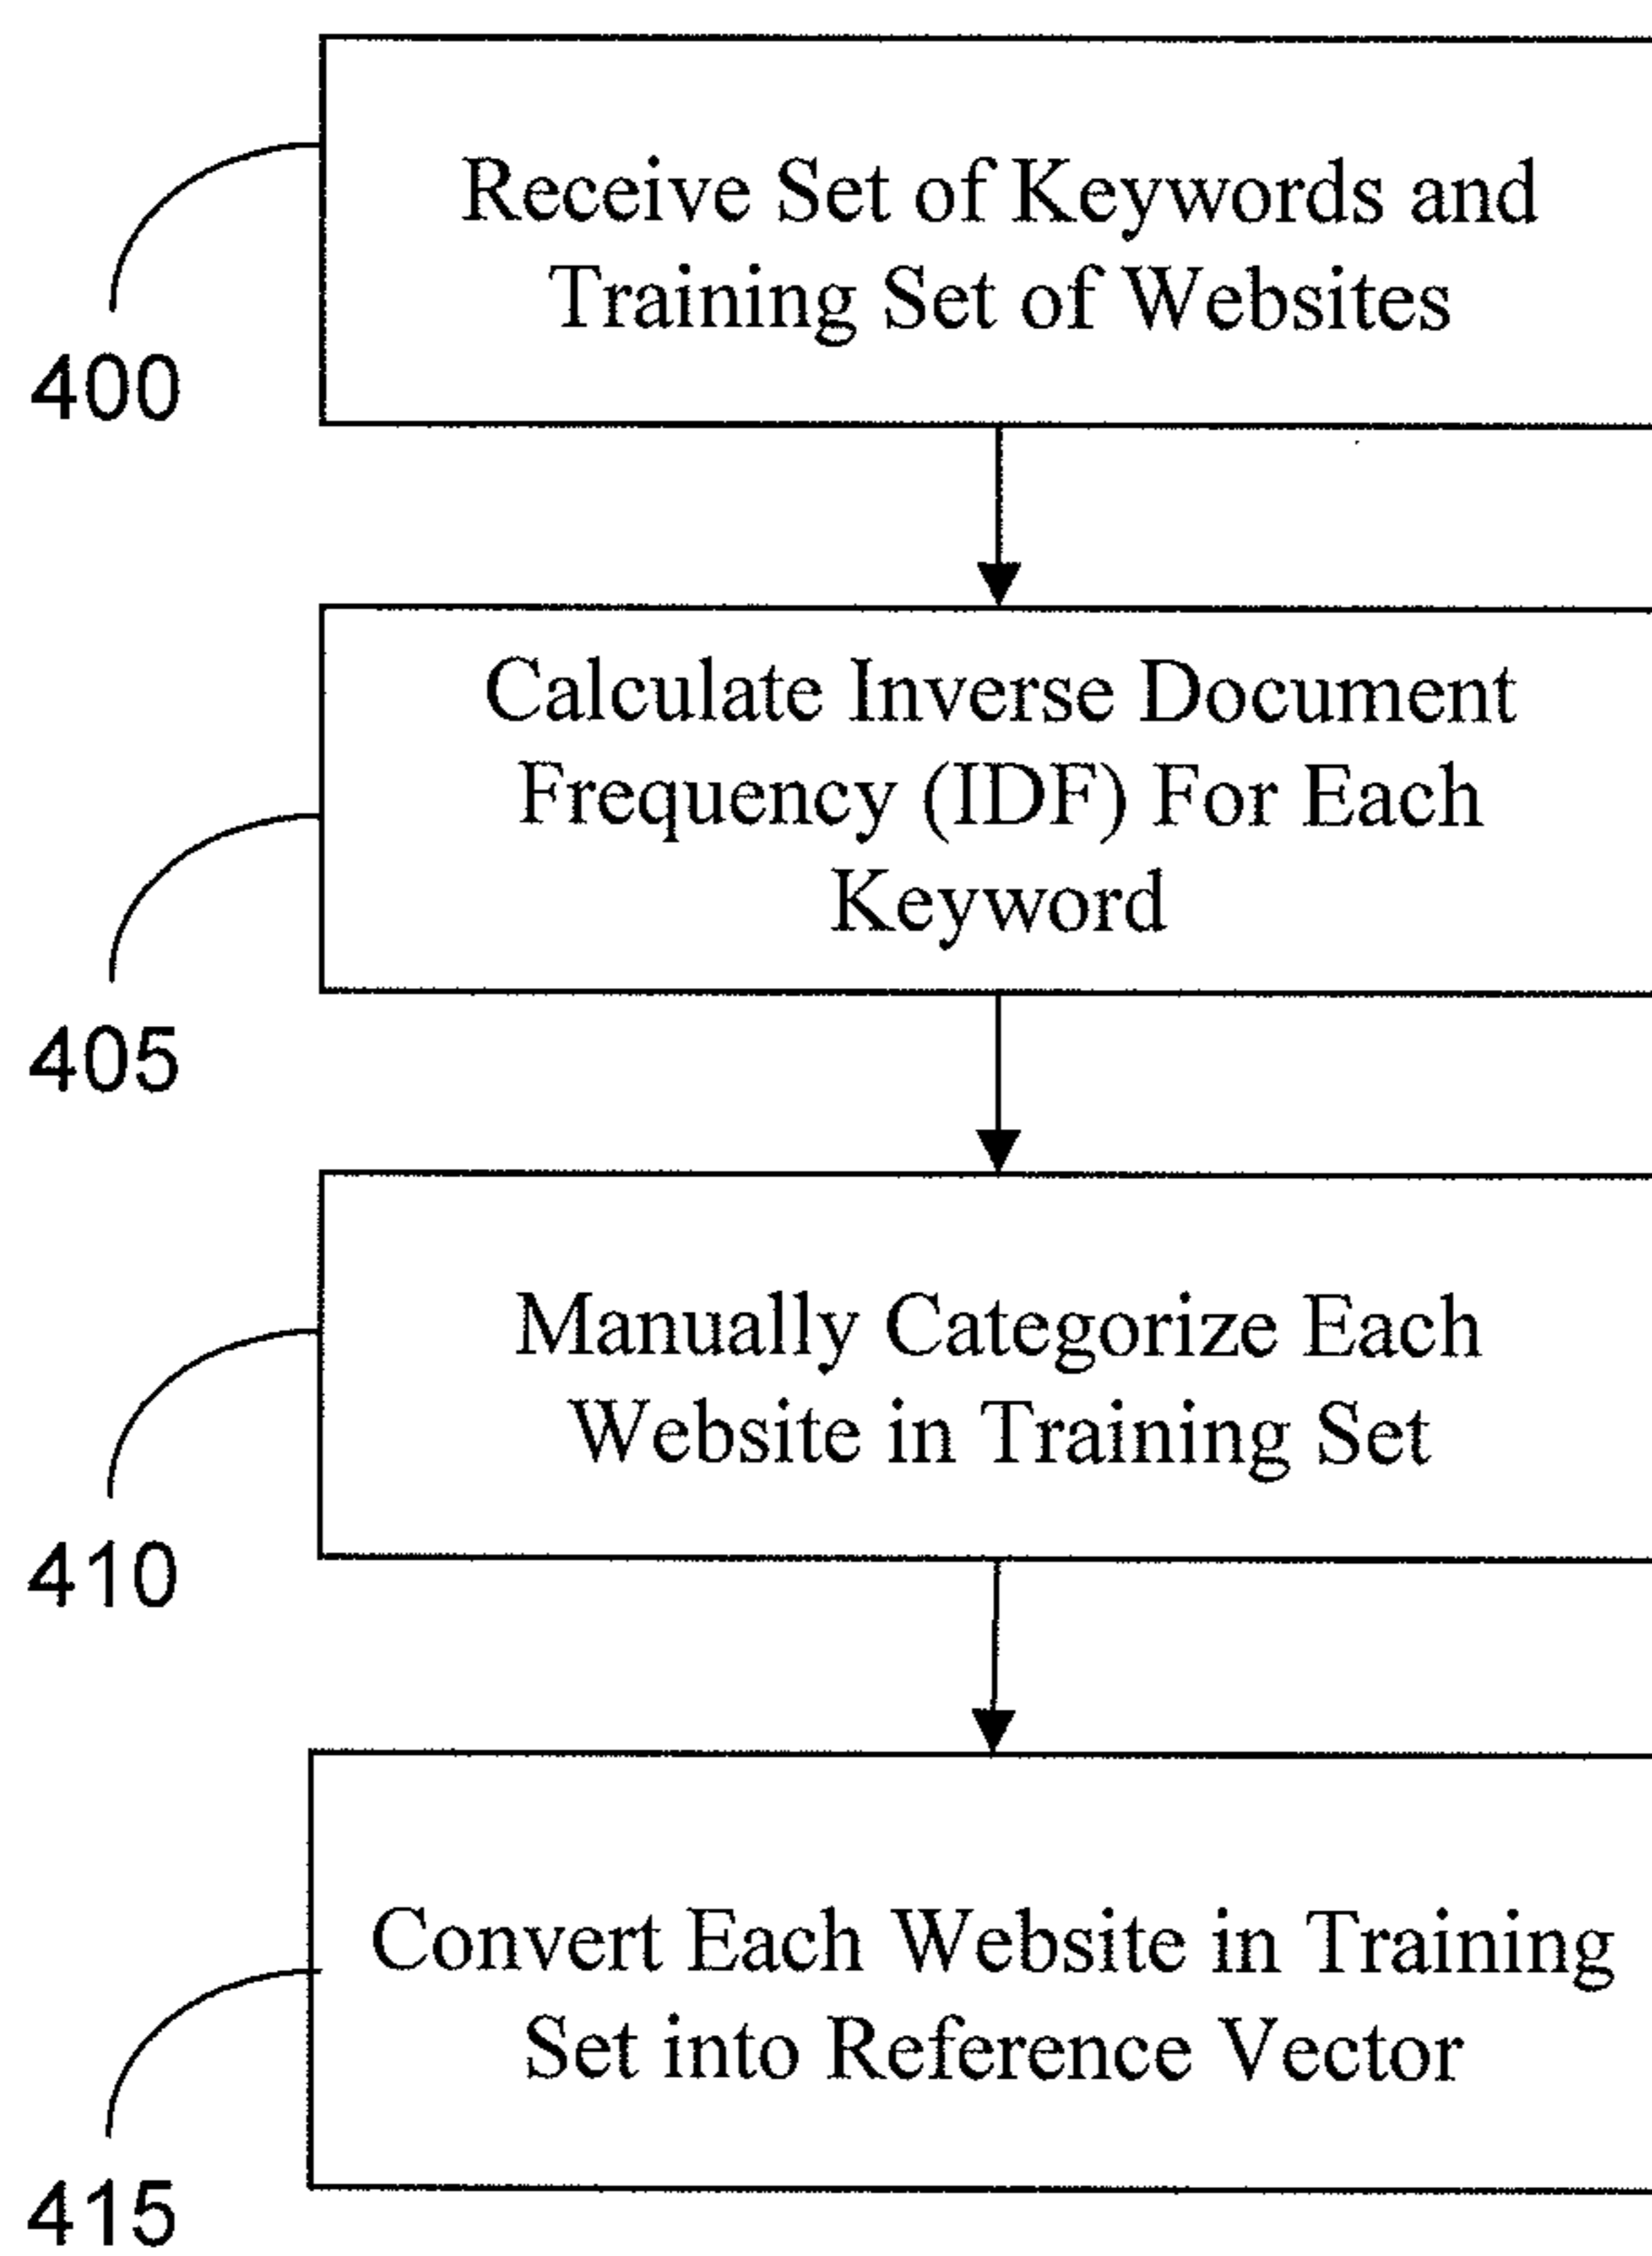 Receive Set of Keywords and
Training Set of Websites
400
Calculate Inverse Document
Frequency (IDF) For Each
Keyword
405
Manually Categorize Each
Website in Training Set
410
Convert Each Website in Training
Set into Reference Vector
415